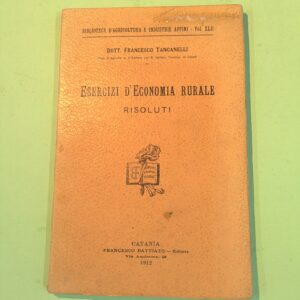 BIBLIOTECA D'AGRICOLTURA E INDUSTRIE AFFINI - Vol. XLII
DOTT. FRANCESCO TANCANELLI
ESERCIZI D'ECONOMIA RURALE
RISOLUTI
CATANIA
FRANCESCO BATTIATO - Editore
1912